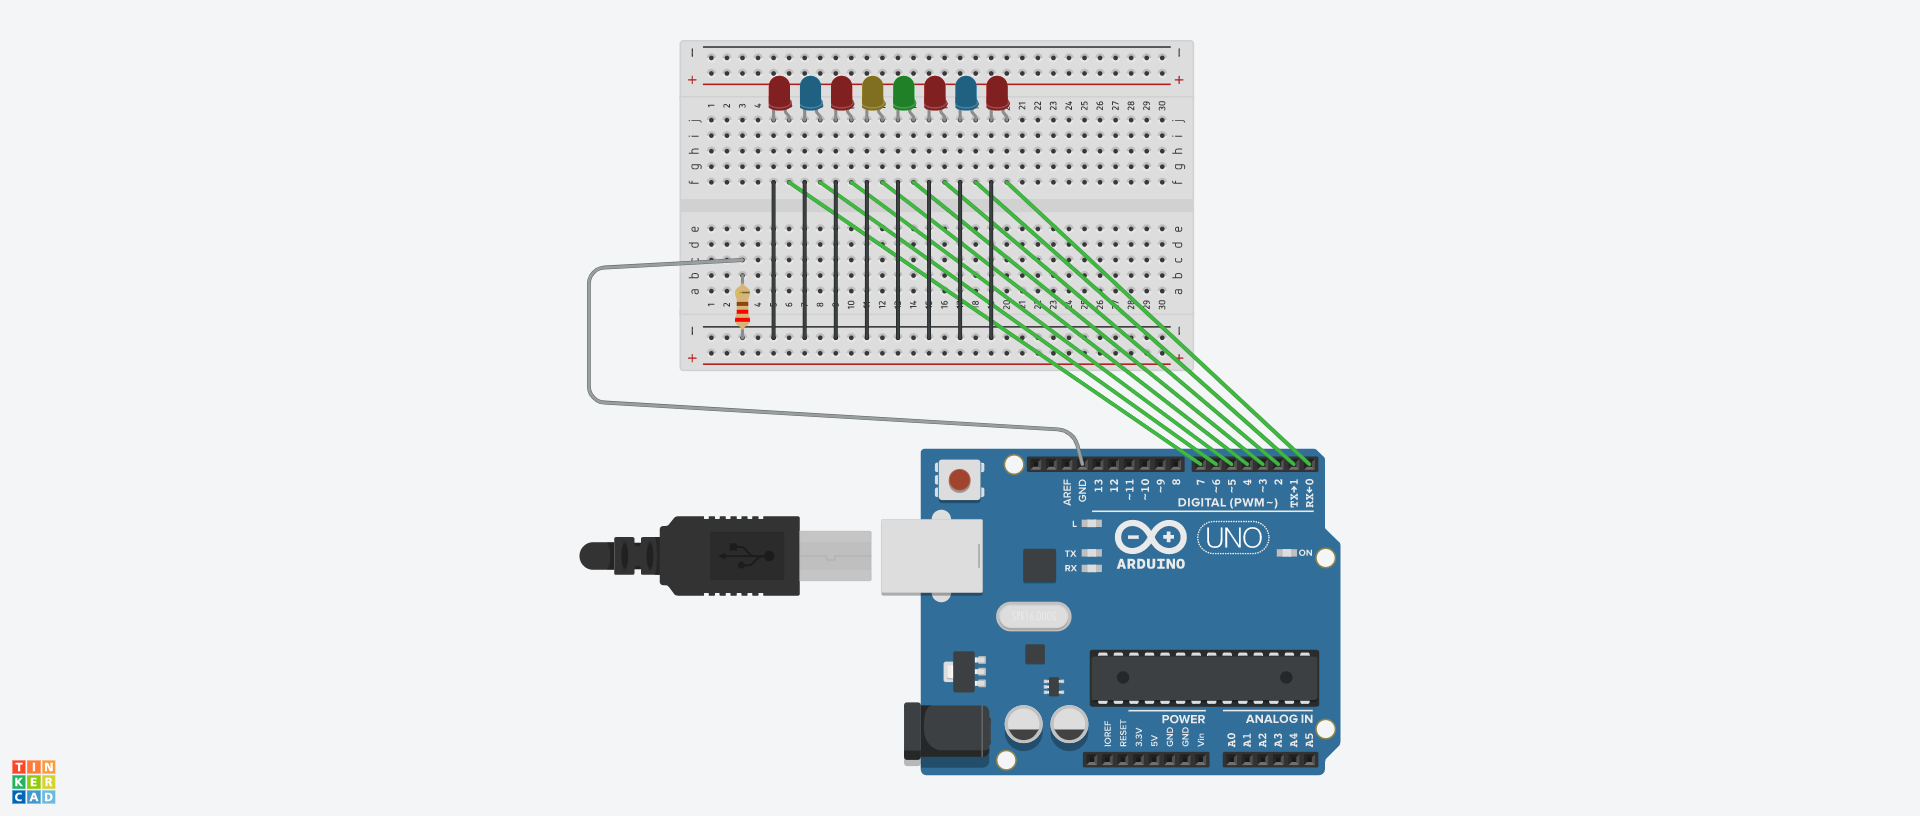 − −
+ +
1 2 3 4 21 22 23 24 25 26 27 28 29 30
j j
i i
h h
g g
f f
e e
d d
c c
b b
a a
1 2 3 4 5 6 7 8 9 10 11 12 13 14 15 16 17 18 19 20 21 22 23 24 25 26 27 28 29 30
− −
+ +
AREF GND 13 12 ~11 ~10 ~9 8 7 ~6 ~5 4 ~3 2 TX→1 RX←0
DIGITAL (PWM~)
L
TX
RX
ARDUINO
UNO
ON
POWER
ANALOG IN
IOREF RESET 3.3V 5V GND GND Vin A0 A1 A2 A3 A4 A5
TIN
KER
CAD